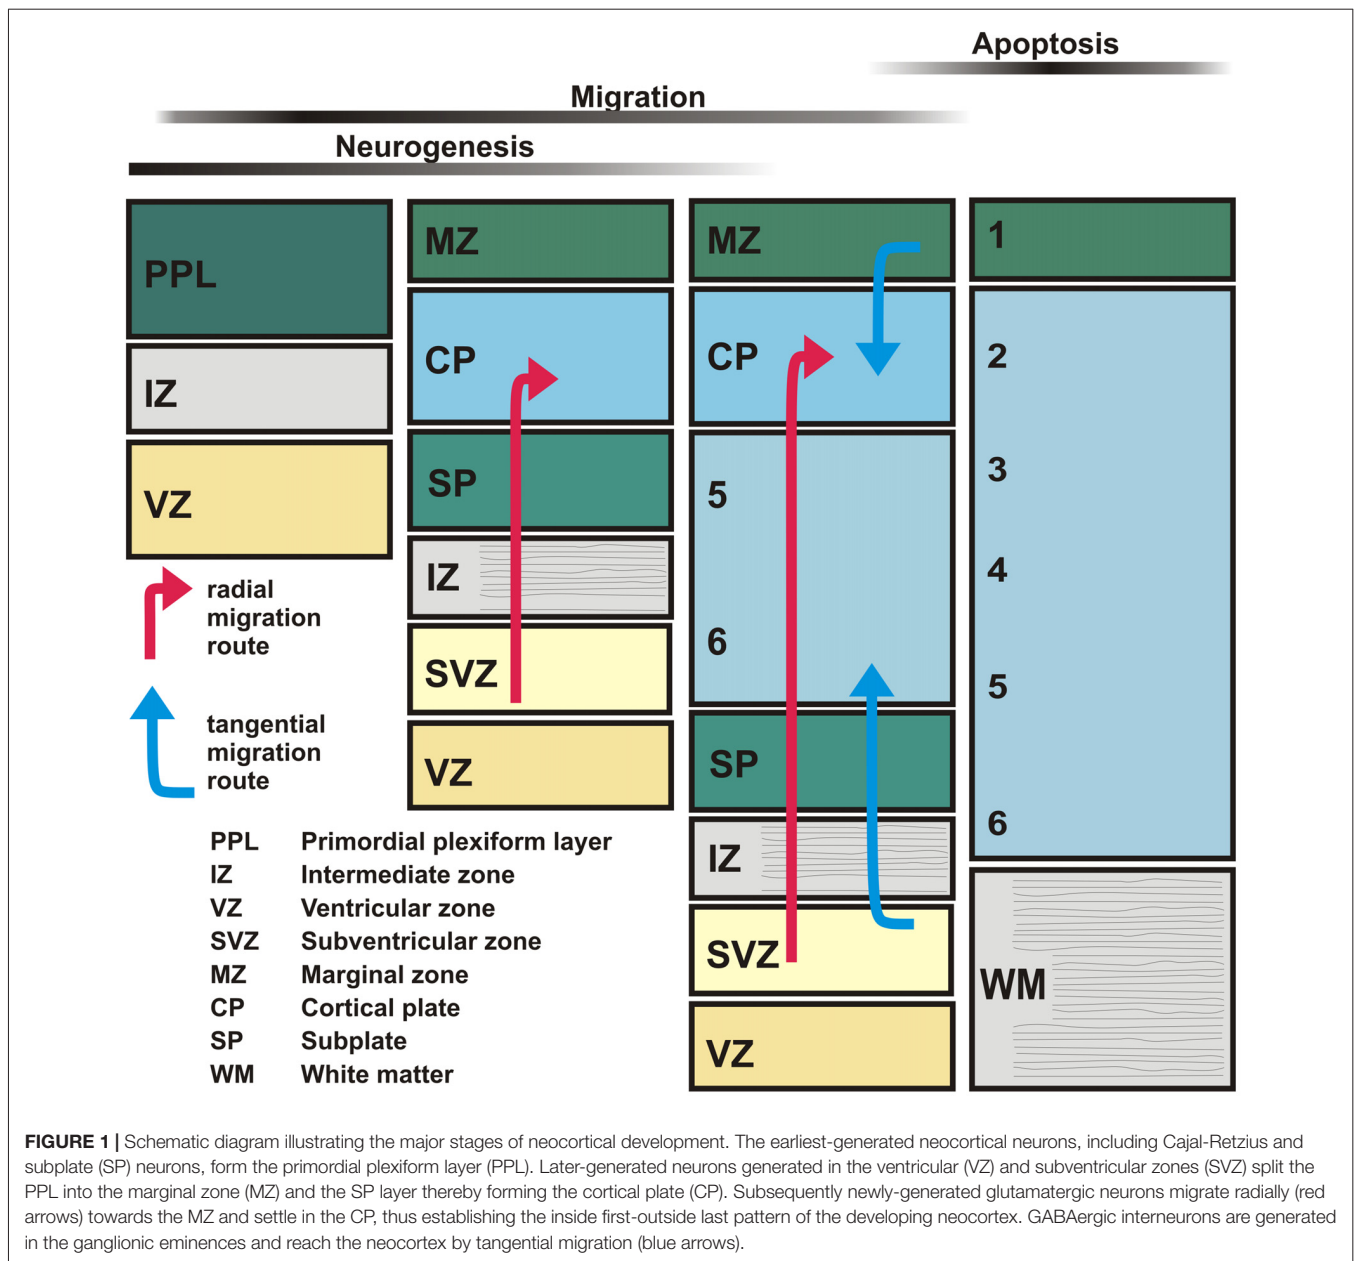 Apoptosis
Migration
Neurogenesis
PPL
IZ
VZ
MZ
CP
SP
IZ
SVZ
VZ
MZ
CP
5
6
SP
IZ
SVZ
VZ
1
2
3
4
5
6
WM
radial
migration
route
tangential
migration
route
PPL Primordial plexiform layer
IZ Intermediate zone
VZ Ventricular zone
SVZ Subventricular zone
MZ Marginal zone
CP Cortical plate
SP Subplate
WM White matter
FIGURE 1 | Schematic diagram illustrating the major stages of neocortical development. The earliest-generated neocortical neurons, including Cajal-Retzius and
subplate (SP) neurons, form the primordial plexiform layer (PPL). Later-generated neurons generated in the ventricular (VZ) and subventricular zones (SVZ) split the
PPL into the marginal zone (MZ) and the SP layer thereby forming the cortical plate (CP). Subsequently newly-generated glutamatergic neurons migrate radially (red
arrows) towards the MZ and settle in the CP, thus establishing the inside first-outside last pattern of the developing neocortex. GABAergic interneurons are generated
in the ganglionic eminences and reach the neocortex by tangential migration (blue arrows).